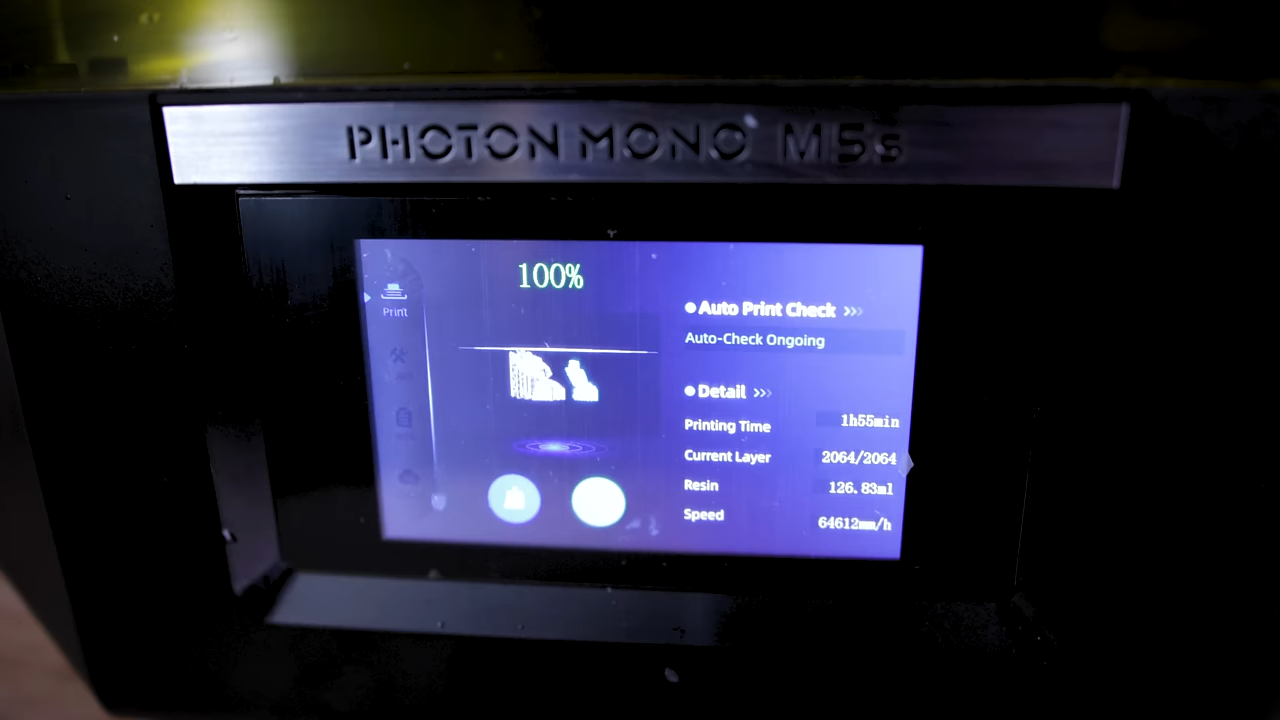 PHOTON MONO M5s
100%
Print
Auto Print Check
Auto-Check Ongoing
Detail
Printing Time 1h55min
Current Layer 2064/2064
Resin 126.83ml
Speed 64612mm/h